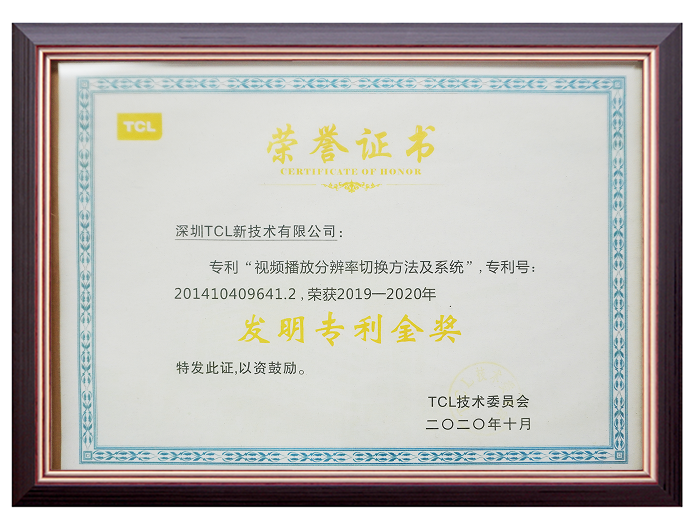 TCL
荣誉证书
CERTIFICATE OF HONOR
深圳TCL新技术有限公司：
专利“视频播放分辨率切换方法及系统”，专利号：
201410409641.2，荣获2019—2020年
发明专利金奖
特发此证，以资鼓励。
TCL技术委员会
二〇二〇年十月